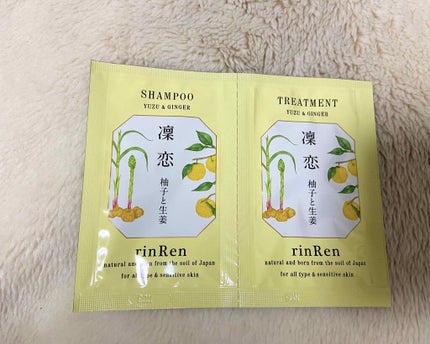 SHAMPOO
YUZU & GINGER
凜恋
柚子と生姜
rinRen
natural and born from the soil of Japan
for all type & sensitive skin
TREATMENT
YUZU & GINGER
凜恋
柚子と生姜
rinRen
natural and born from the soil of Japan
for all type & sensitive skin